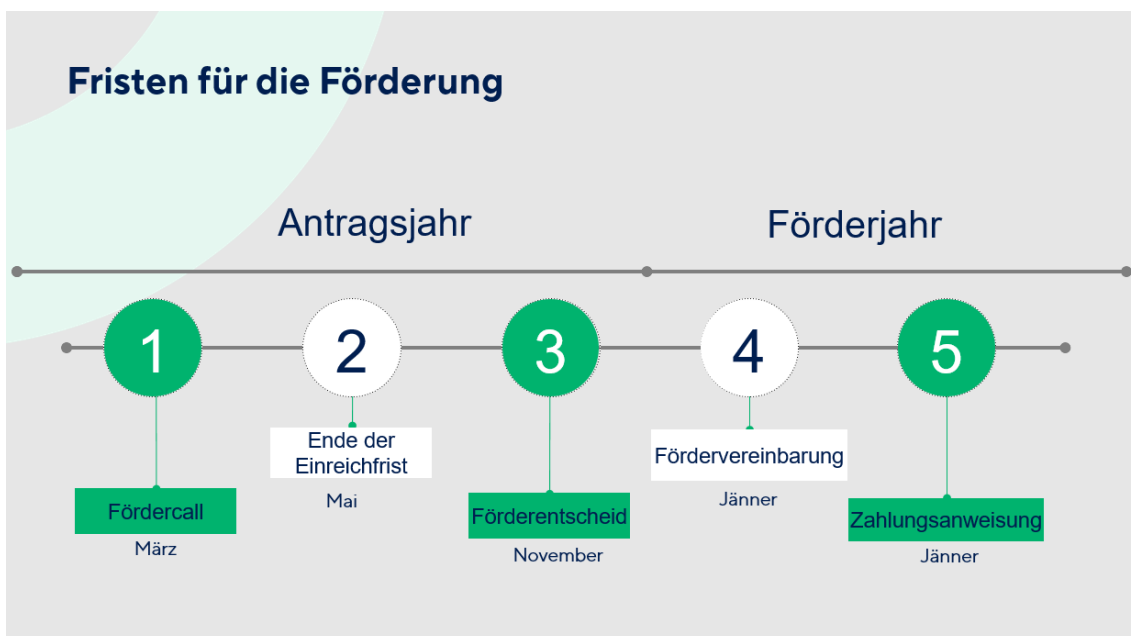 Fristen für die Förderung
Antragsjahr
Förderjahr
1
2
3
4
5
Fördercall
März
Ende der
Einreichfrist
Mai
Förderentscheid
November
Fördervereinbarung
Jänner
Zahlungsanweisung
Jänner